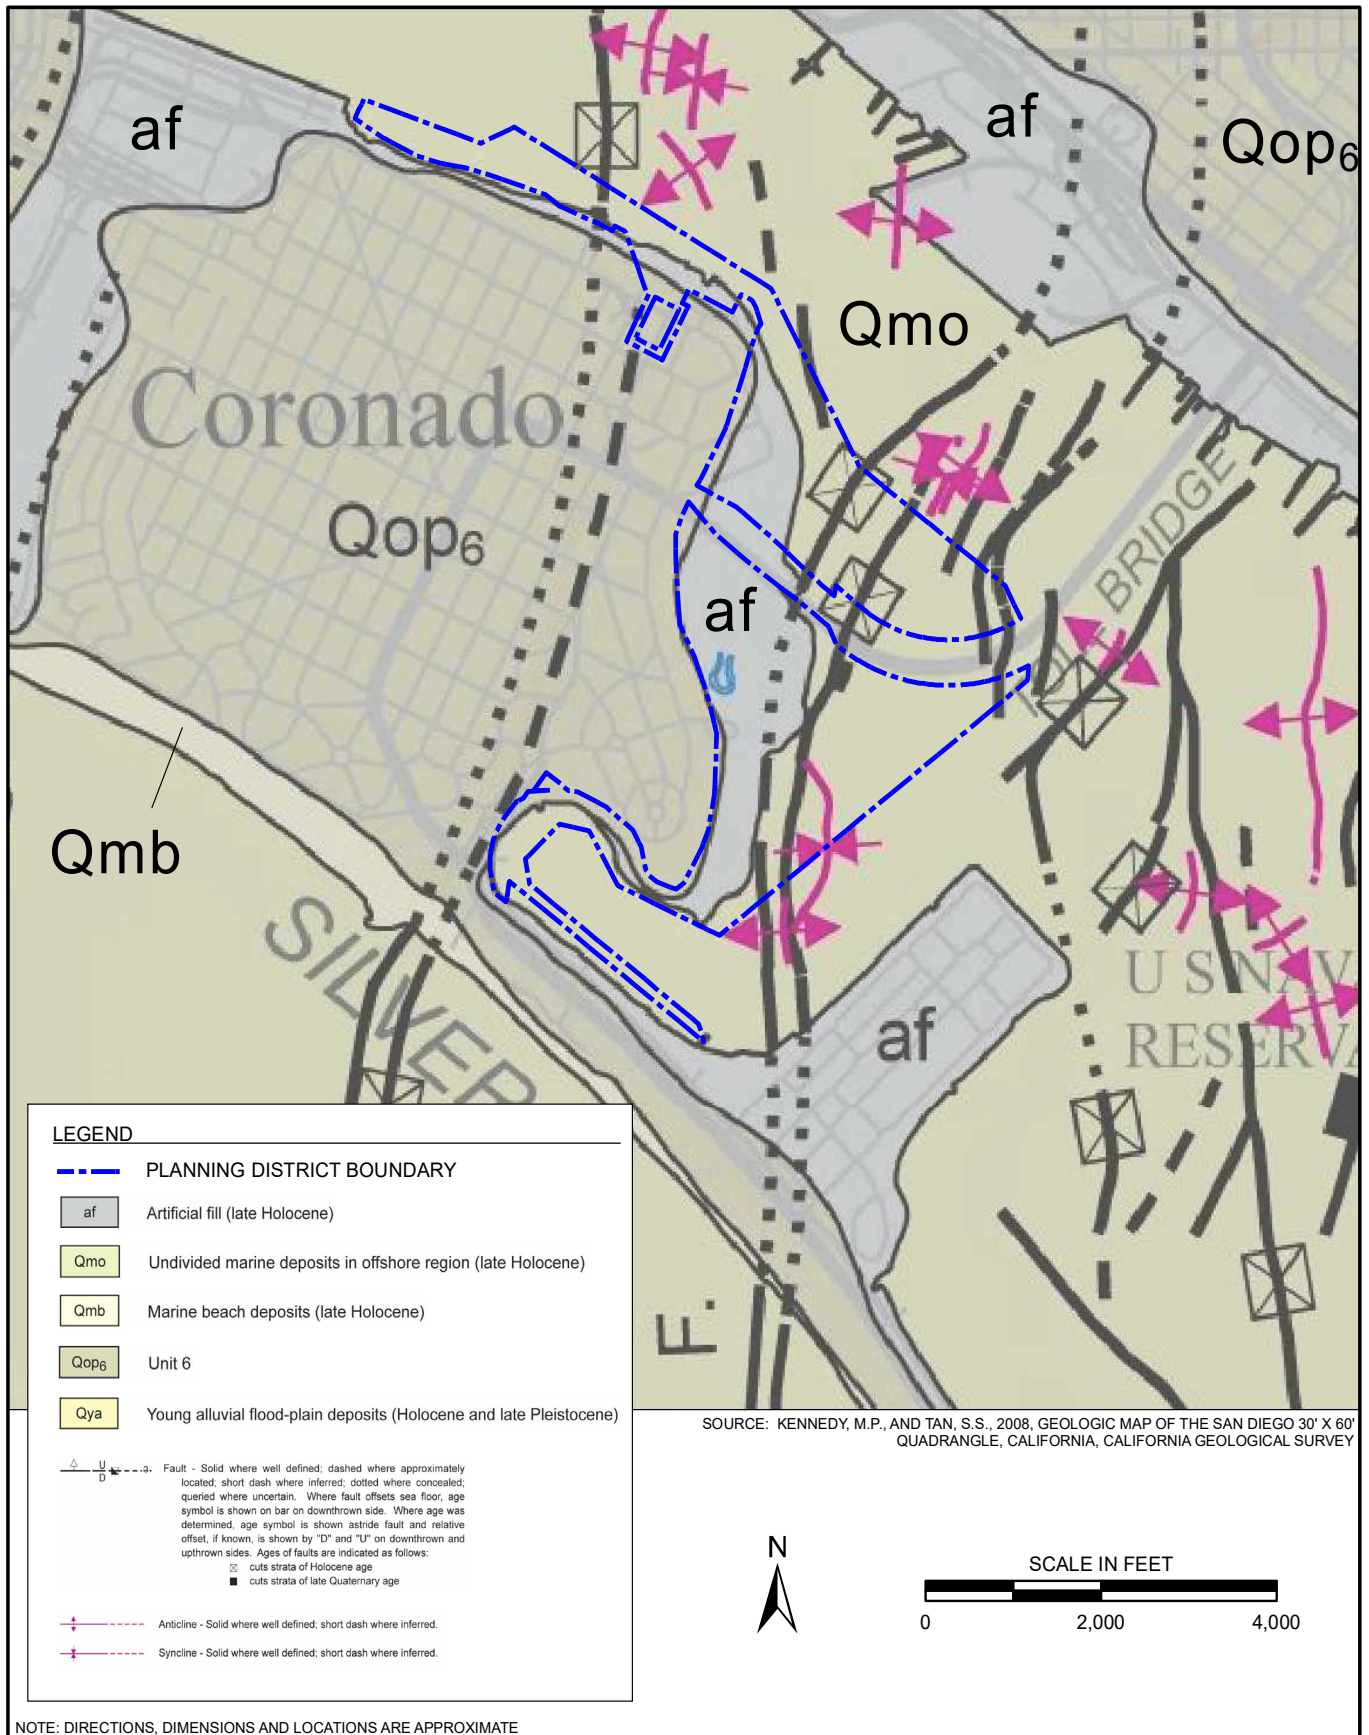 af
af
Qop6
Qmo
Coronado
Qop6
BRIDGE
TOLL
af
Qmb
SILVER
U S NAV
RESERVA
af
F.
LEGEND
PLANNING DISTRICT BOUNDARY
af Artificial fill (late Holocene)
Qmo Undivided marine deposits in offshore region (late Holocene)
Qmb Marine beach deposits (late Holocene)
Qop6 Unit 6
Qya Young alluvial flood-plain deposits (Holocene and late Pleistocene)
U
D
? Fault - Solid where well defined; dashed where approximately
located; short dash where inferred; dotted where concealed;
queried where uncertain. Where fault offsets sea floor, age
symbol is shown on bar on downthrown side. Where age was
determined, age symbol is shown astride fault and relative
offset, if known, is shown by "D" and "U" on downthrown and
upthrown sides. Ages of faults are indicated as follows:
cuts strata of Holocene age
cuts strata of late Quaternary age
Anticline - Solid where well defined; short dash where inferred.
Syncline - Solid where well defined; short dash where inferred.
SOURCE: KENNEDY, M.P., AND TAN, S.S., 2008, GEOLOGIC MAP OF THE SAN DIEGO 30' X 60'
QUADRANGLE, CALIFORNIA, CALIFORNIA GEOLOGICAL SURVEY
N
SCALE IN FEET
0 2,000 4,000
NOTE: DIRECTIONS, DIMENSIONS AND LOCATIONS ARE APPROXIMATE